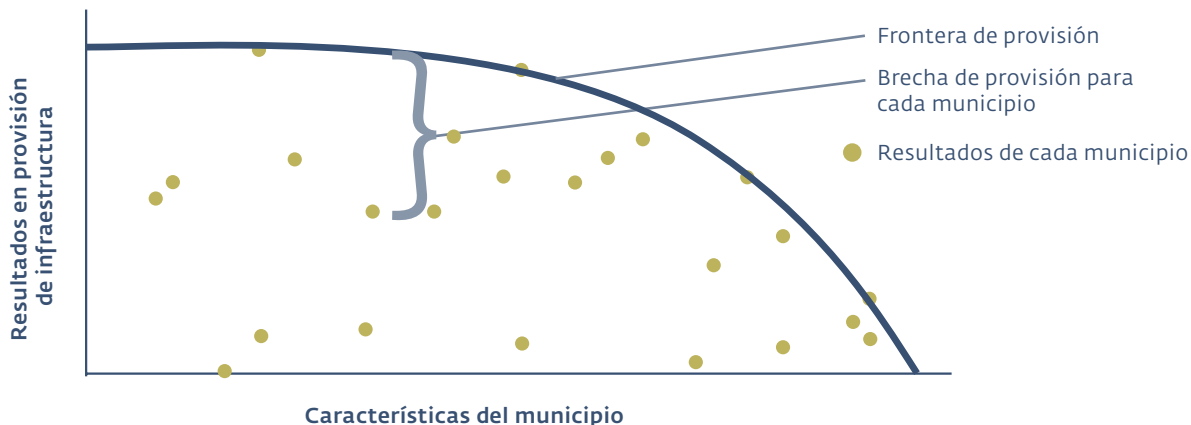 Resultados en provisión
de infraestructura
Frontera de provisión
Brecha de provisión para
cada municipio
Resultados de cada municipio
Características del municipio